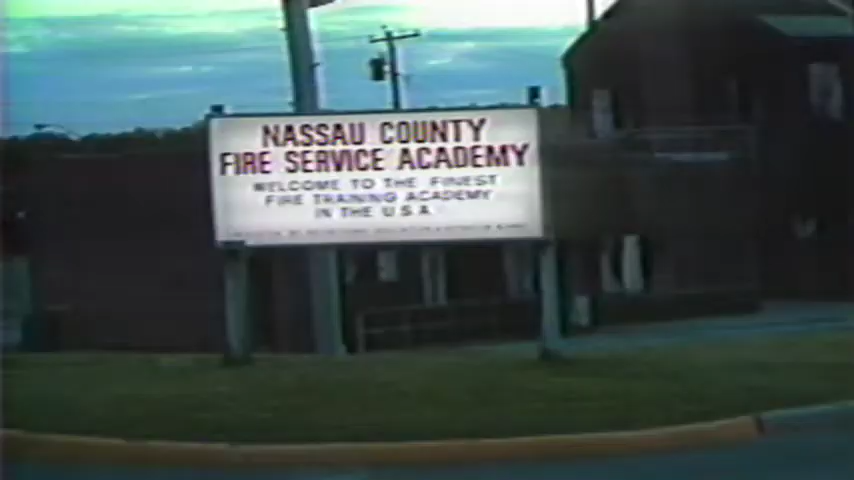 NASSAU COUNTY
FIRE SERVICE ACADEMY
WELCOME TO THE FINEST
FIRE TRAINING ACADEMY
IN THE U.S.A.